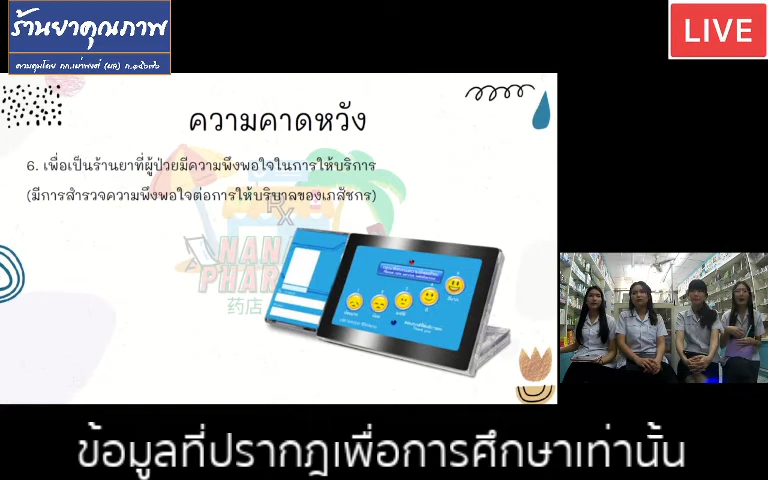 ร้านยาคุณภาพ
LIVE
ความคาดหวัง
6. เพื่อเป็นร้านยาที่ผู้ป่วยมีความพึงพอใจในการให้บริการ
(มีการสำรวจความพึงพอใจต่อการให้บริบาลของเภสัชกร)
Rx
药店
ข้อมูลที่ปรากฎเพื่อการศึกษาเท่านั้น